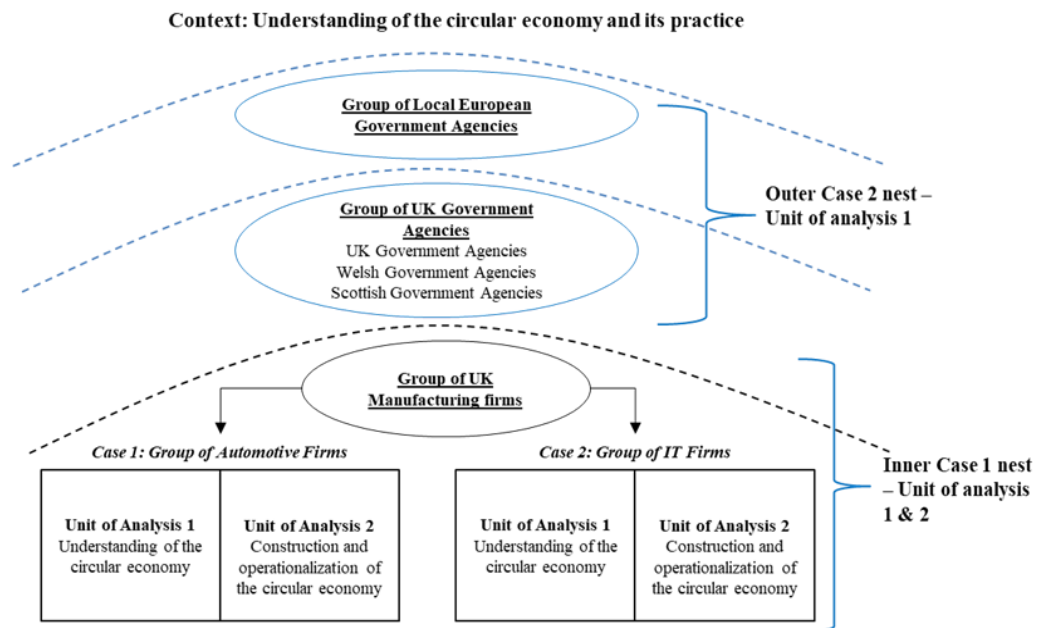 Context: Understanding of the circular economy and its practice
Group of Local European
Government Agencies
Group of UK Government
Agencies
UK Government Agencies
Welsh Government Agencies
Scottish Government Agencies
Outer Case 2 nest –
Unit of analysis 1
Group of UK
Manufacturing firms
Case 1: Group of Automotive Firms
Case 2: Group of IT Firms
Unit of Analysis 1
Understanding of the
circular economy
Unit of Analysis 2
Construction and
operationalization of
the circular economy
Unit of Analysis 1
Understanding of the
circular economy
Unit of Analysis 2
Construction and
operationalization of
the circular economy
Inner Case 1 nest
– Unit of analysis
1 & 2